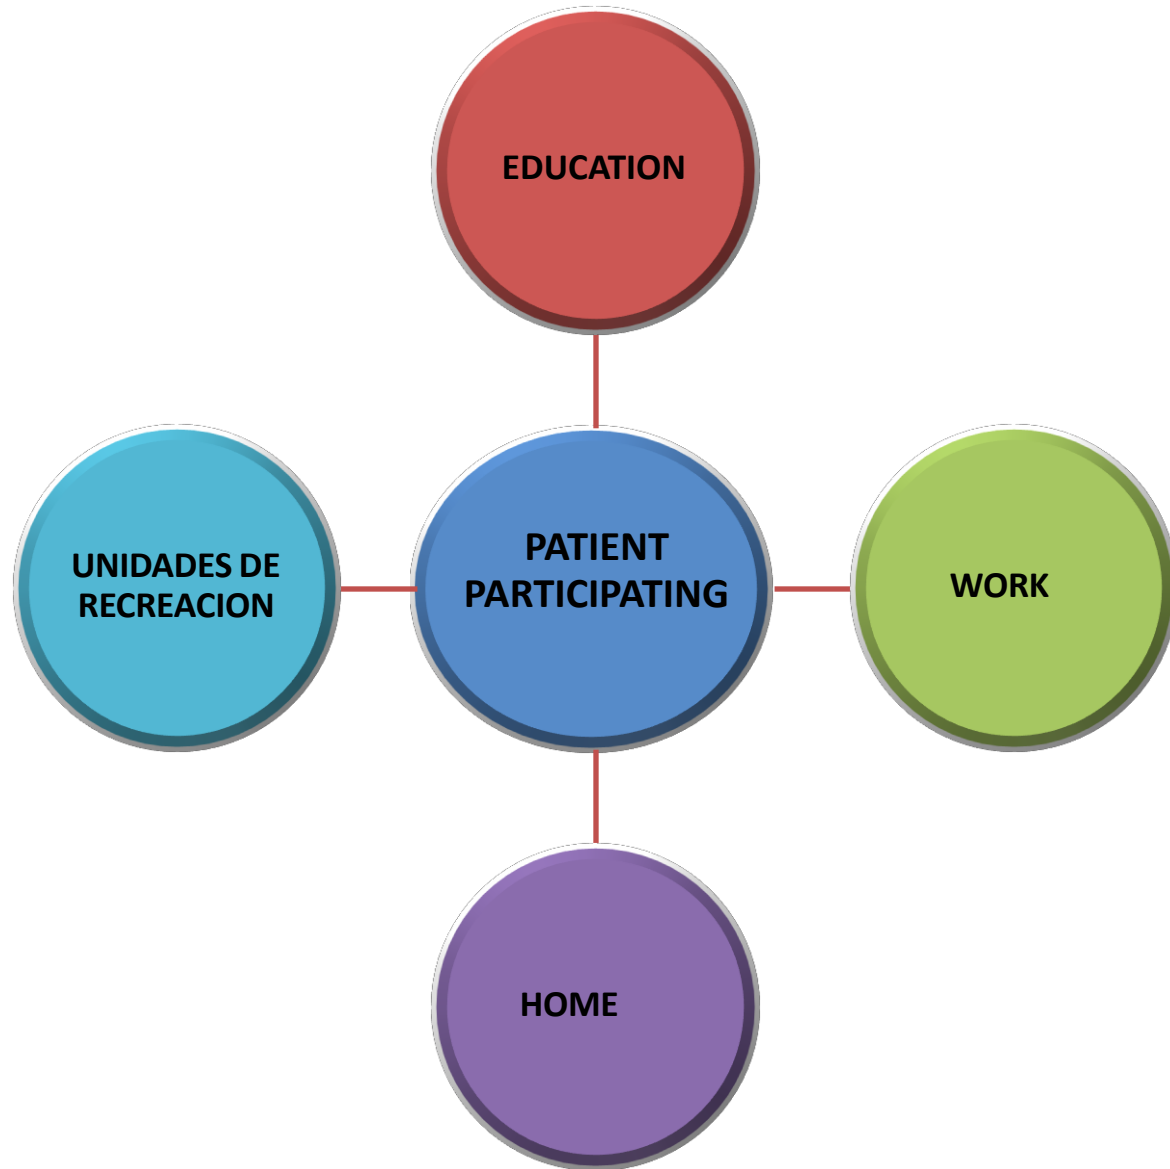 EDUCATION
UNIDADES DE
RECREACION
PATIENT
PARTICIPATING
WORK
HOME